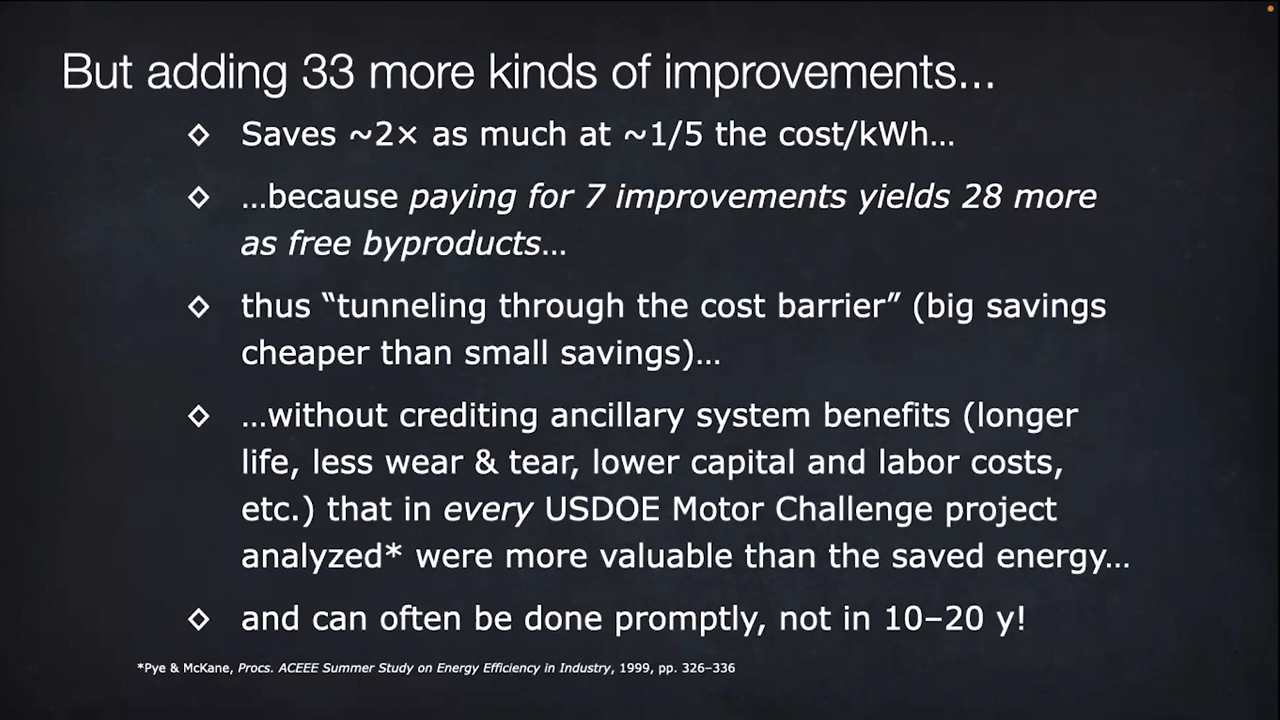 But adding 33 more kinds of improvements…
◇ Saves ~2× as much at ~1/5 the cost/kWh…
◇ …because paying for 7 improvements yields 28 more
as free byproducts…
◇ thus “tunneling through the cost barrier” (big savings
cheaper than small savings)…
◇ …without crediting ancillary system benefits (longer
life, less wear & tear, lower capital and labor costs,
etc.) that in every USDOE Motor Challenge project
analyzed* were more valuable than the saved energy…
◇ and can often be done promptly, not in 10–20 y!
*Pye & McKane, Procs. ACEEE Summer Study on Energy Efficiency in Industry, 1999, pp. 326–336